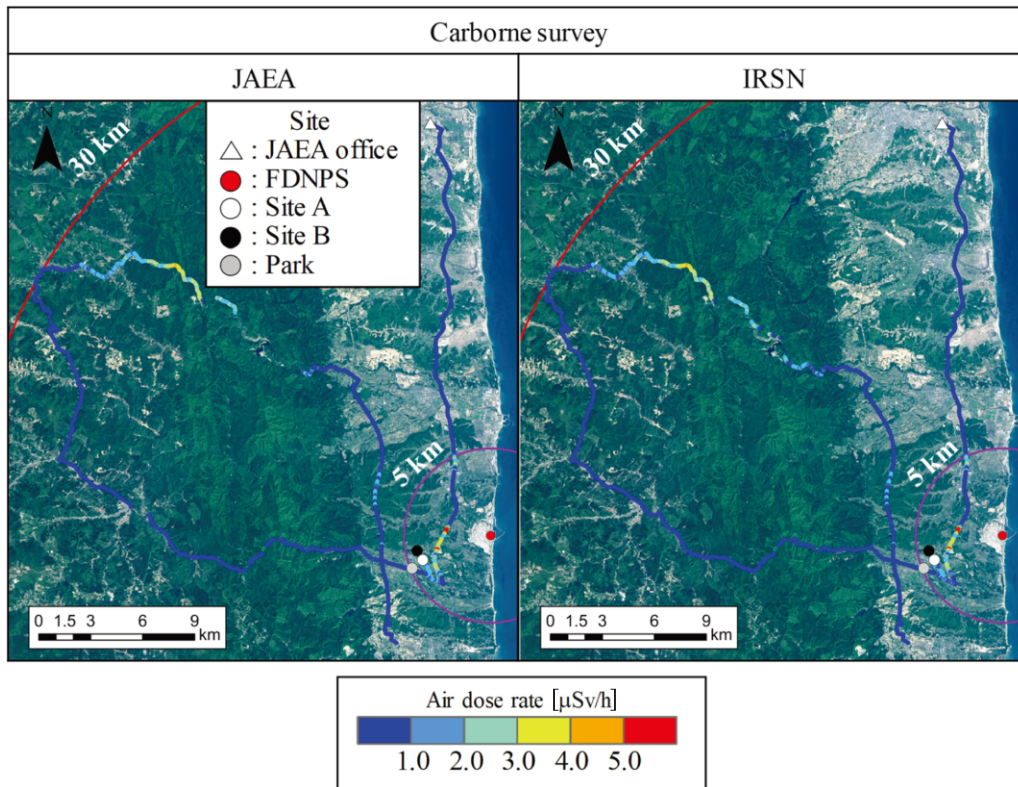 Carborne survey
JAEA
IRSN
N
30 km
Site
: JAEA office
: FDNPS
: Site A
: Site B
: Park
5 km
0 1.5 3 6 9
km
N
30 km
5 km
0 1.5 3 6 9
km
Air dose rate [μSv/h]
1.0 2.0 3.0 4.0 5.0